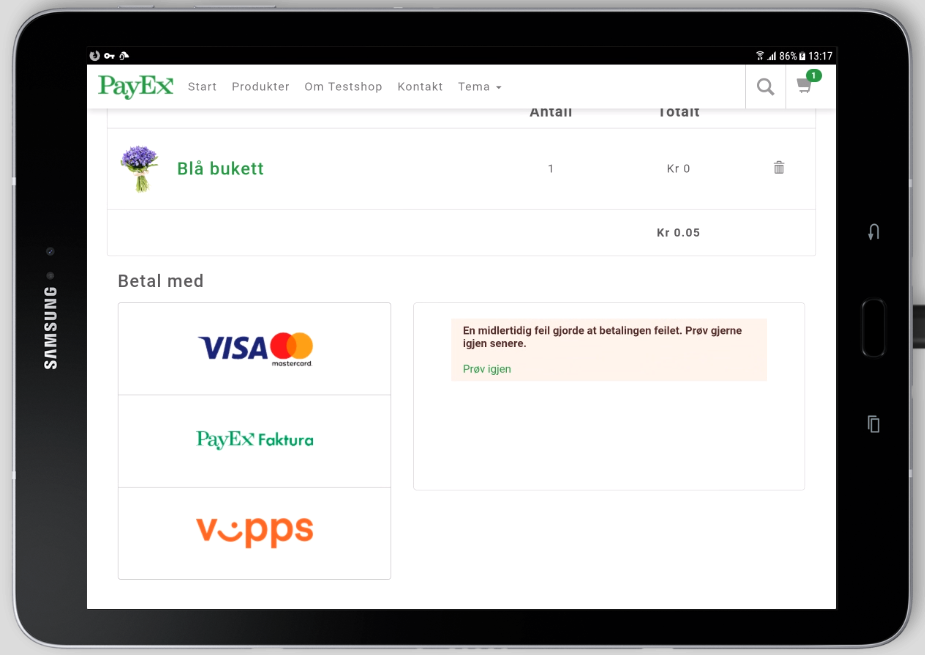 86% 13:17
PayEx Start Produkter Om Testshop Kontakt Tema 1
Antall Totalt
Blå bukett 1 Kr 0
Kr 0.05
Betal med
VISA mastercard
En midlertidig feil gjorde at betalingen feilet. Prøv gjerne
igjen senere.
Prøv igjen
PayEx Faktura
vipps
SAMSUNG